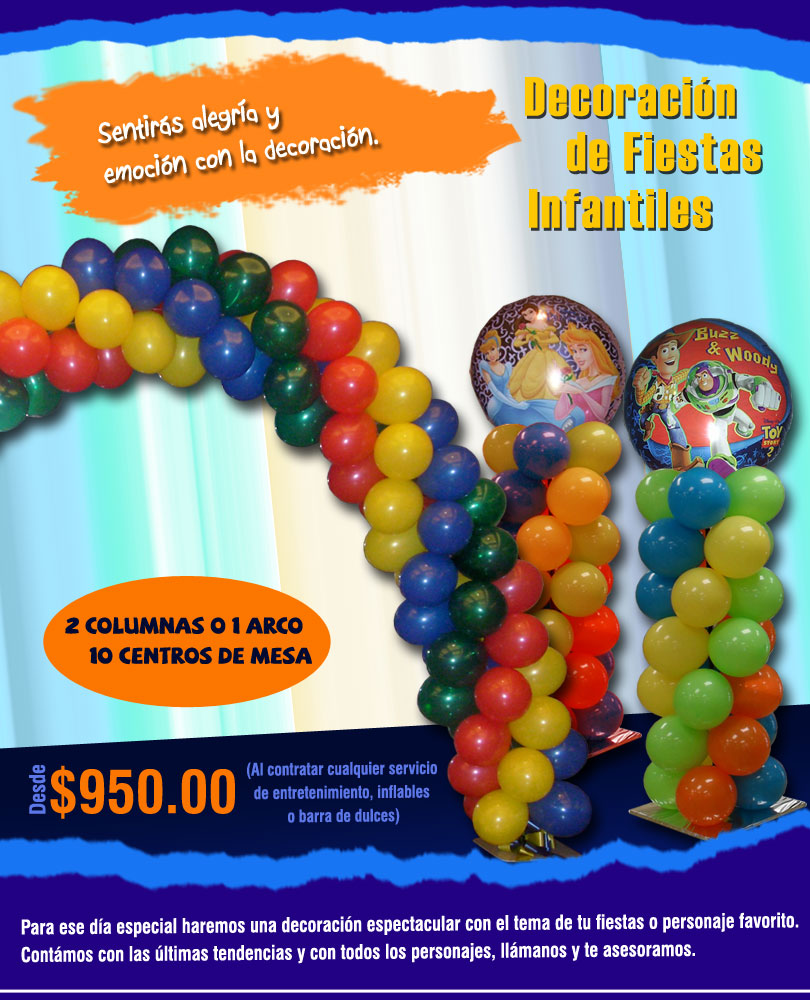 Sentirás alegría y
emoción con la decoración.
Decoración
de Fiestas
Infantiles
Buzz
& Woody
TOY
STORY
2
2 COLUMNAS O 1 ARCO
10 CENTROS DE MESA
Desde
$950.00
(Al contratar cualquier servicio
de entretenimiento, inflables
o barra de dulces)
Para ese día especial haremos una decoración espectacular con el tema de tu fiestas o personaje favorito.
Contámos con las últimas tendencias y con todos los personajes, llámanos y te asesoramos.